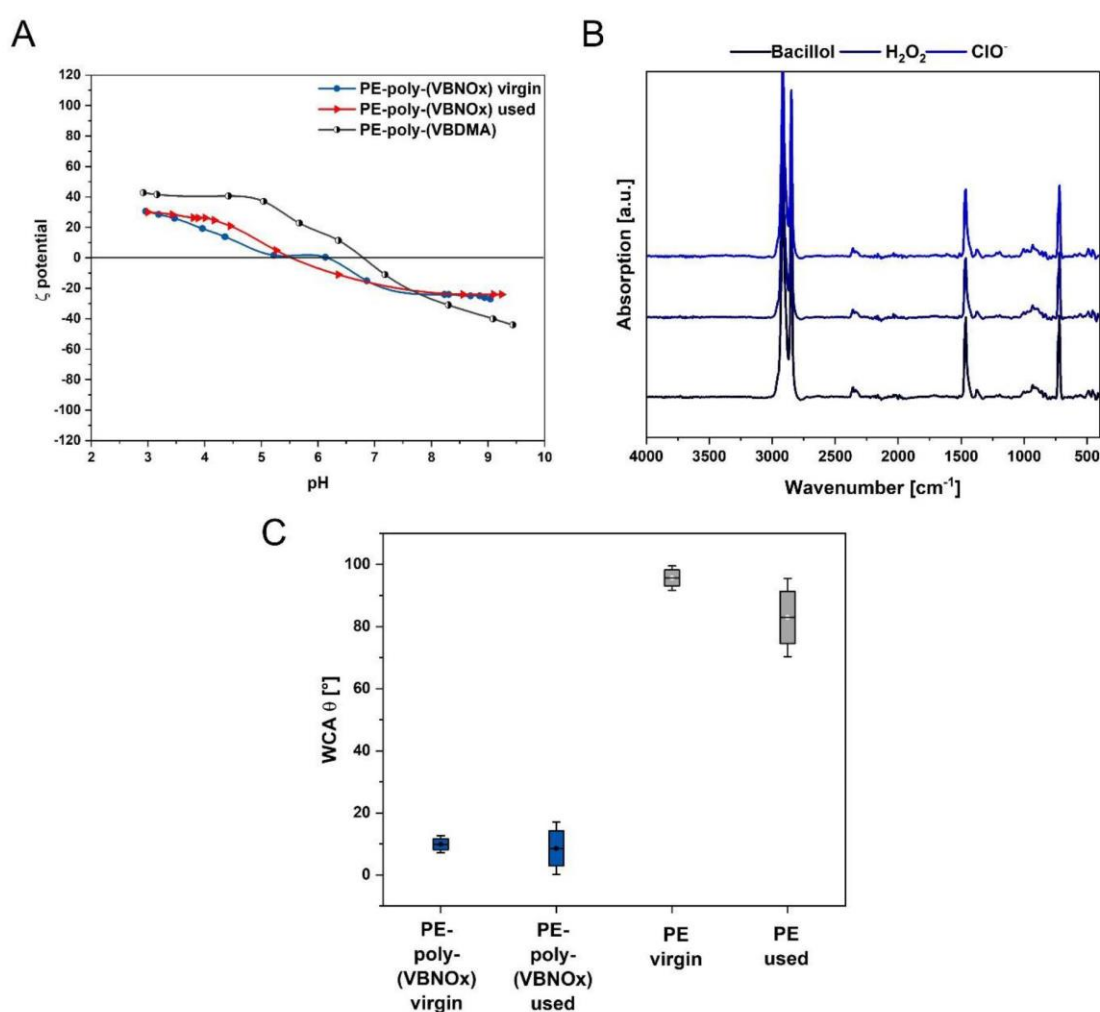 A
PE-poly-(VBNOx) virgin
PE-poly-(VBNOx) used
PE-poly-(VBDMA)
120
100
80
60
40
20
0
-20
-40
-60
-80
-100
-120
ζ potential
2 3 4 5 6 7 8 9 10
pH
B
Bacillol H₂O₂ ClO⁻
Absorption [a.u.]
4000 3500 3000 2500 2000 1500 1000 500
Wavenumber [cm⁻¹]
C
100
80
60
40
20
0
WCA θ [°]
PE-
poly-
(VBNOx)
virgin
PE-
poly-
(VBNOx)
used
PE
virgin
PE
used